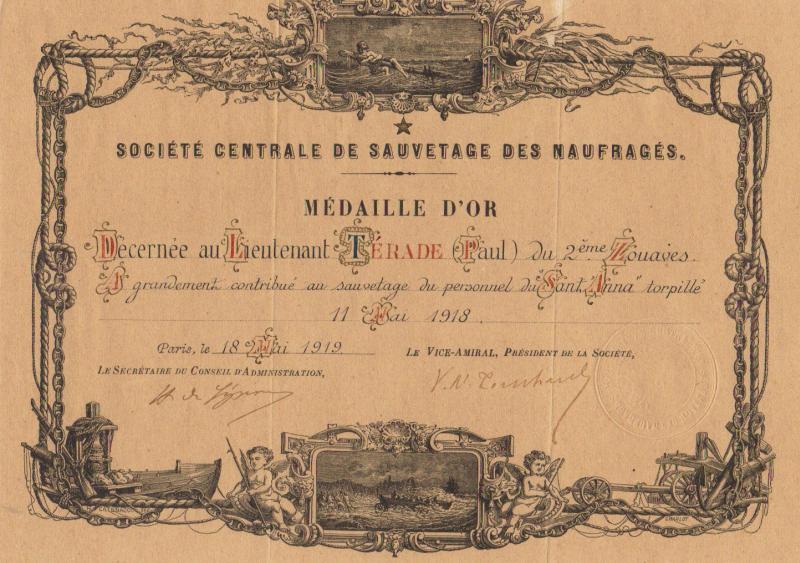 SOCIÉTÉ CENTRALE DE SAUVETAGE DES NAUFRAGÉS.
MÉDAILLE D'OR
Décernée au Lieutenant TÉRADE (Paul) du 2ème Zouaves.
A grandement contribué au sauvetage du personnel du "Sant Anna" torpillé
11 Mai 1918.
Paris, le 18 Mai 1919.
LE VICE-AMIRAL, PRÉSIDENT DE LA SOCIÉTÉ,
LE SECRÉTAIRE DU CONSEIL D'ADMINISTRATION,